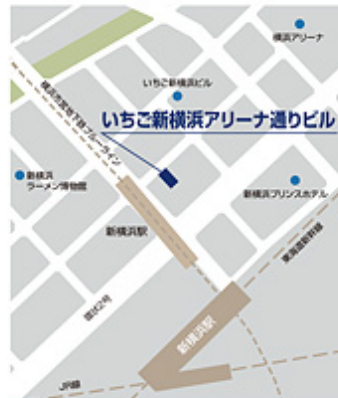 横浜アリーナ
いちご新横浜ビル
横浜市営地下鉄ブルーライン
いちご新横浜アリーナ通りビル
新横浜
ラーメン博物館
新横浜プリンスホテル
新横浜駅
東海道新幹線
環状2号
新横浜駅
JR線